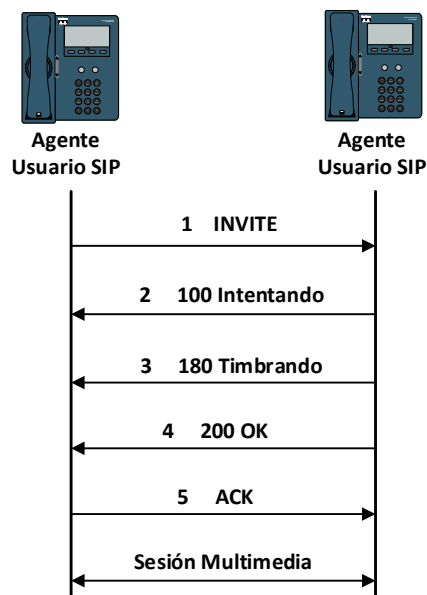 Agente
Usuario SIP
Agente
Usuario SIP
1 INVITE
2 100 Intentando
3 180 Timbrando
4 200 OK
5 ACK
Sesión Multimedia